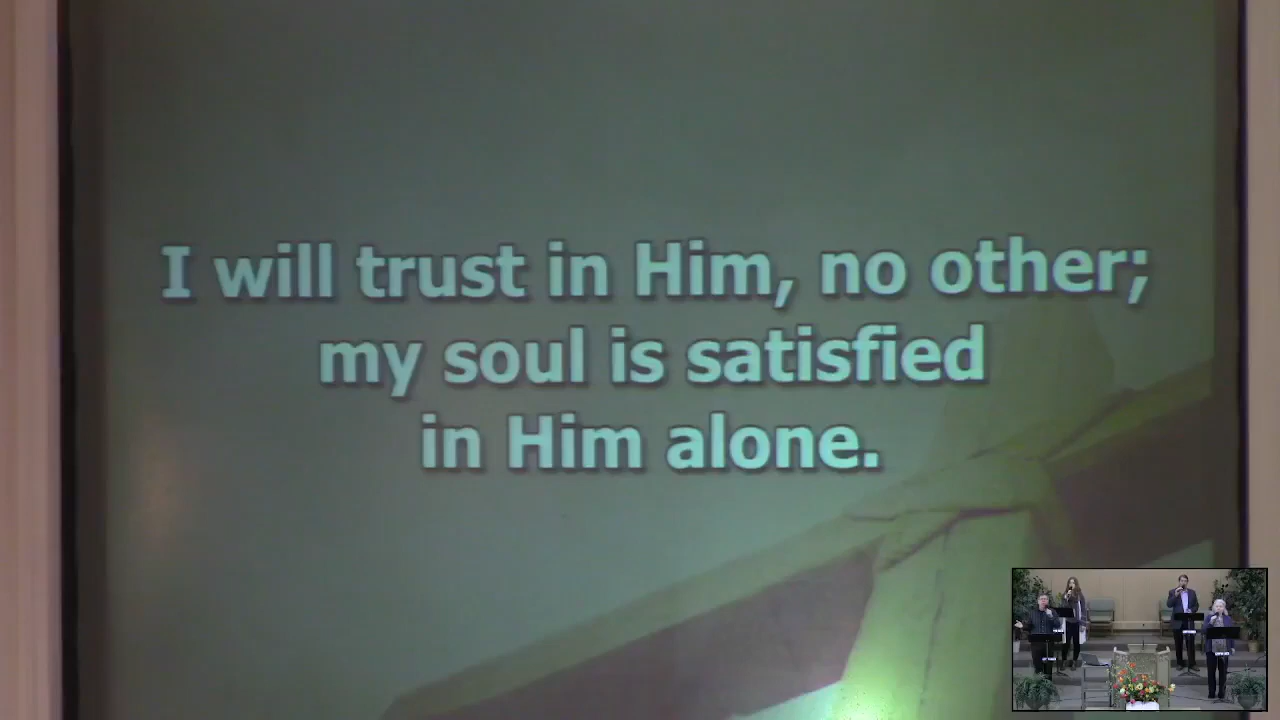 I will trust in Him, no other;
my soul is satisfied
in Him alone.